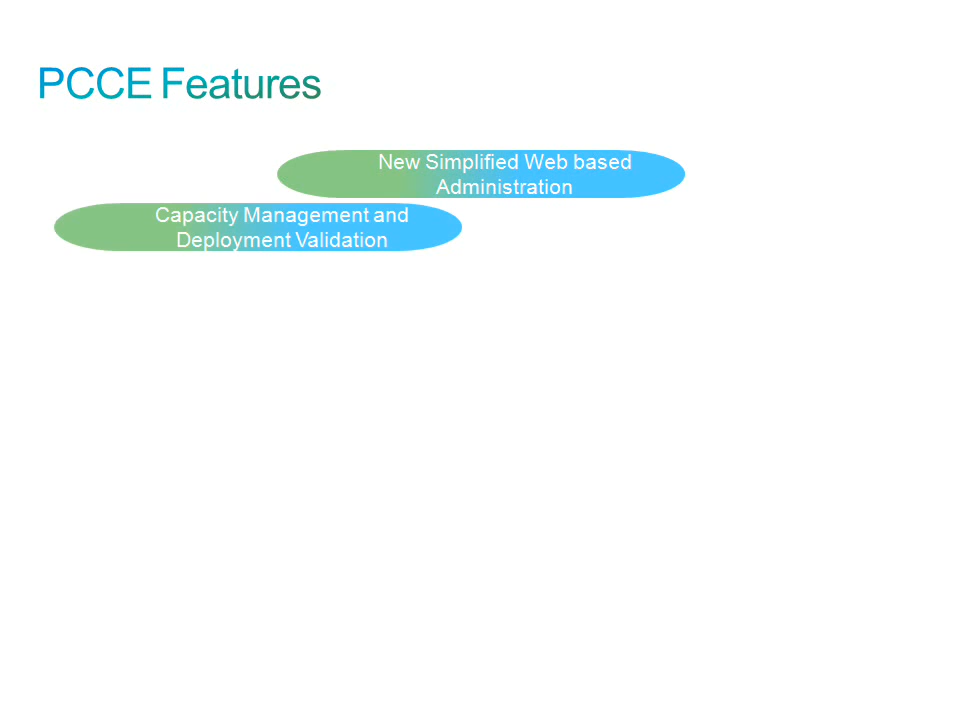 PCCE Features
New Simplified Web based
Administration
Capacity Management and
Deployment Validation